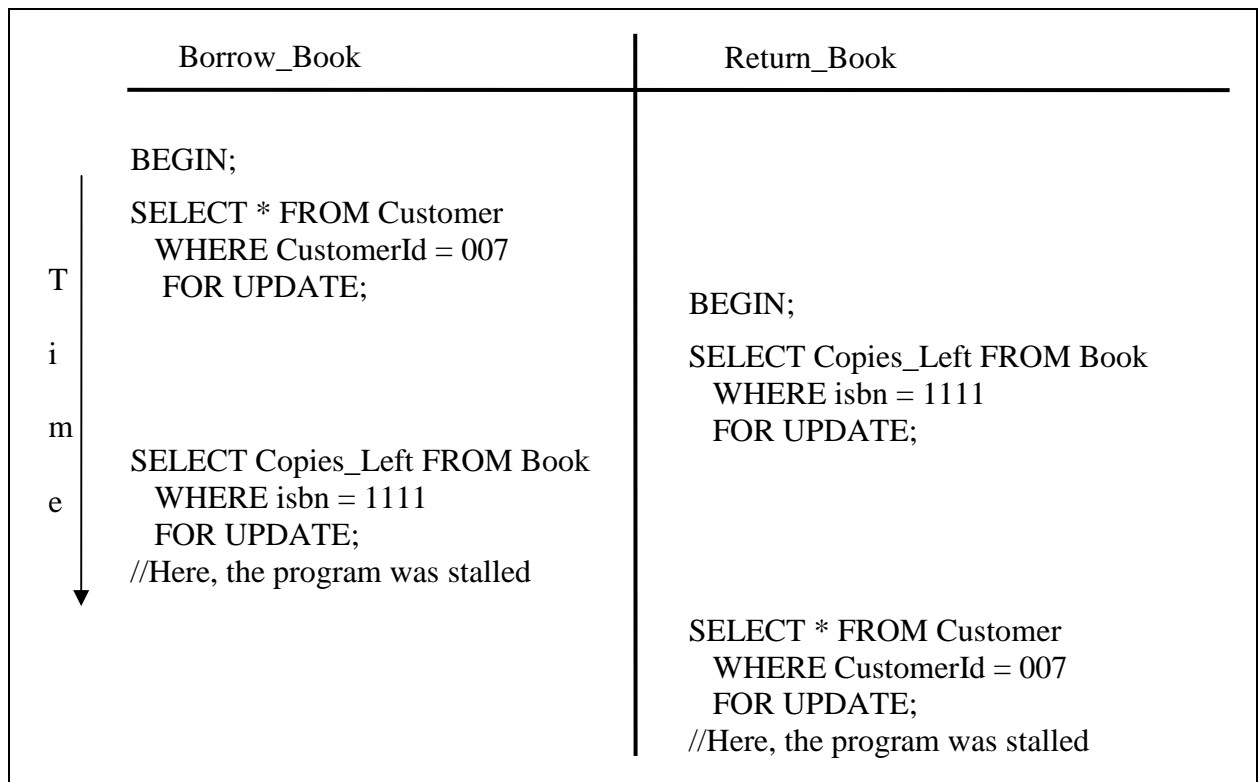 Borrow_Book
Return_Book
BEGIN;
SELECT * FROM Customer
WHERE CustomerId = 007
FOR UPDATE;
BEGIN;
SELECT Copies_Left FROM Book
WHERE isbn = 1111
FOR UPDATE;
SELECT Copies_Left FROM Book
WHERE isbn = 1111
FOR UPDATE;
//Here, the program was stalled
SELECT * FROM Customer
WHERE CustomerId = 007
FOR UPDATE;
//Here, the program was stalled
T
i
m
e